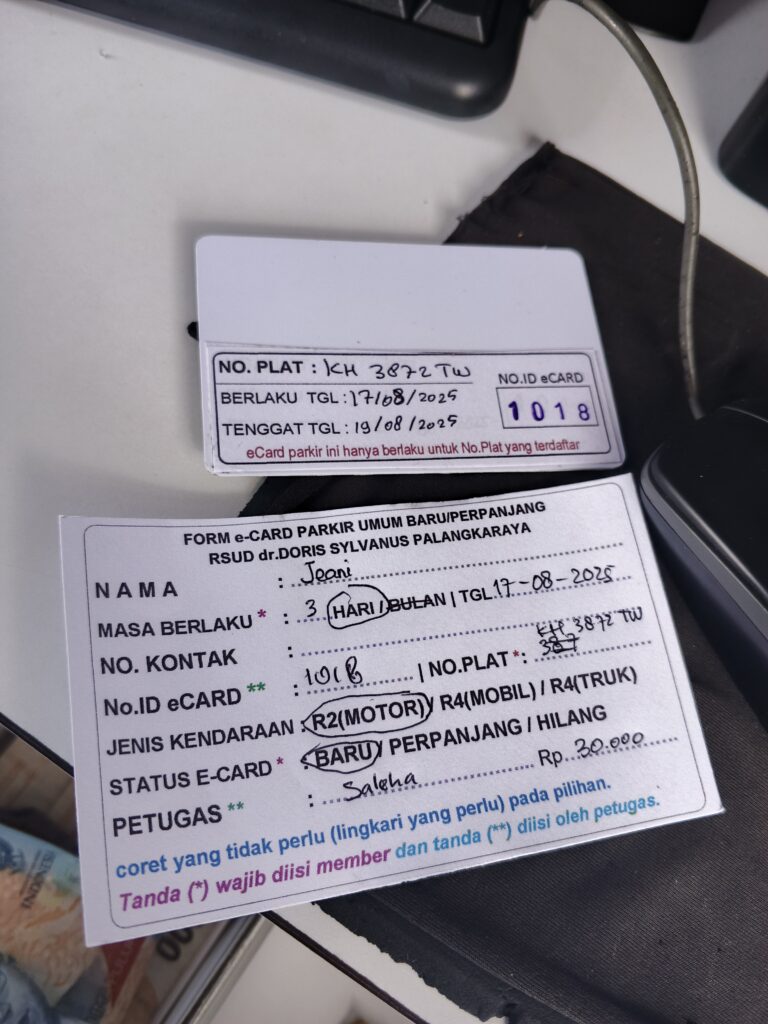 NO. PLAT : KH 3872 TW
BERLAKU TGL : 17/08/2025
TENGGAT TGL : 19/08/2025
NO.ID eCARD
1018
eCard parkir ini hanya berlaku untuk No.Plat yang terdaftar
FORM e-CARD PARKIR UMUM BARU/PERPANJANG
RSUD dr.DORIS SYLVANUS PALANGKARAYA
NAMA : Joani
MASA BERLAKU * : 3 HARI / BULAN | TGL 17-08-2025
NO. KONTAK :
No.ID eCARD ** : 1018 | NO.PLAT *: KH 3872 TW
JENIS KENDARAAN : R2(MOTOR) / R4(MOBIL) / R4(TRUK)
STATUS E-CARD * : BARU / PERPANJANG / HILANG
PETUGAS ** : Saleha Rp 30.000
coret yang tidak perlu (lingkari yang perlu) pada pilihan.
Tanda (*) wajib diisi member dan tanda (**) diisi oleh petugas.